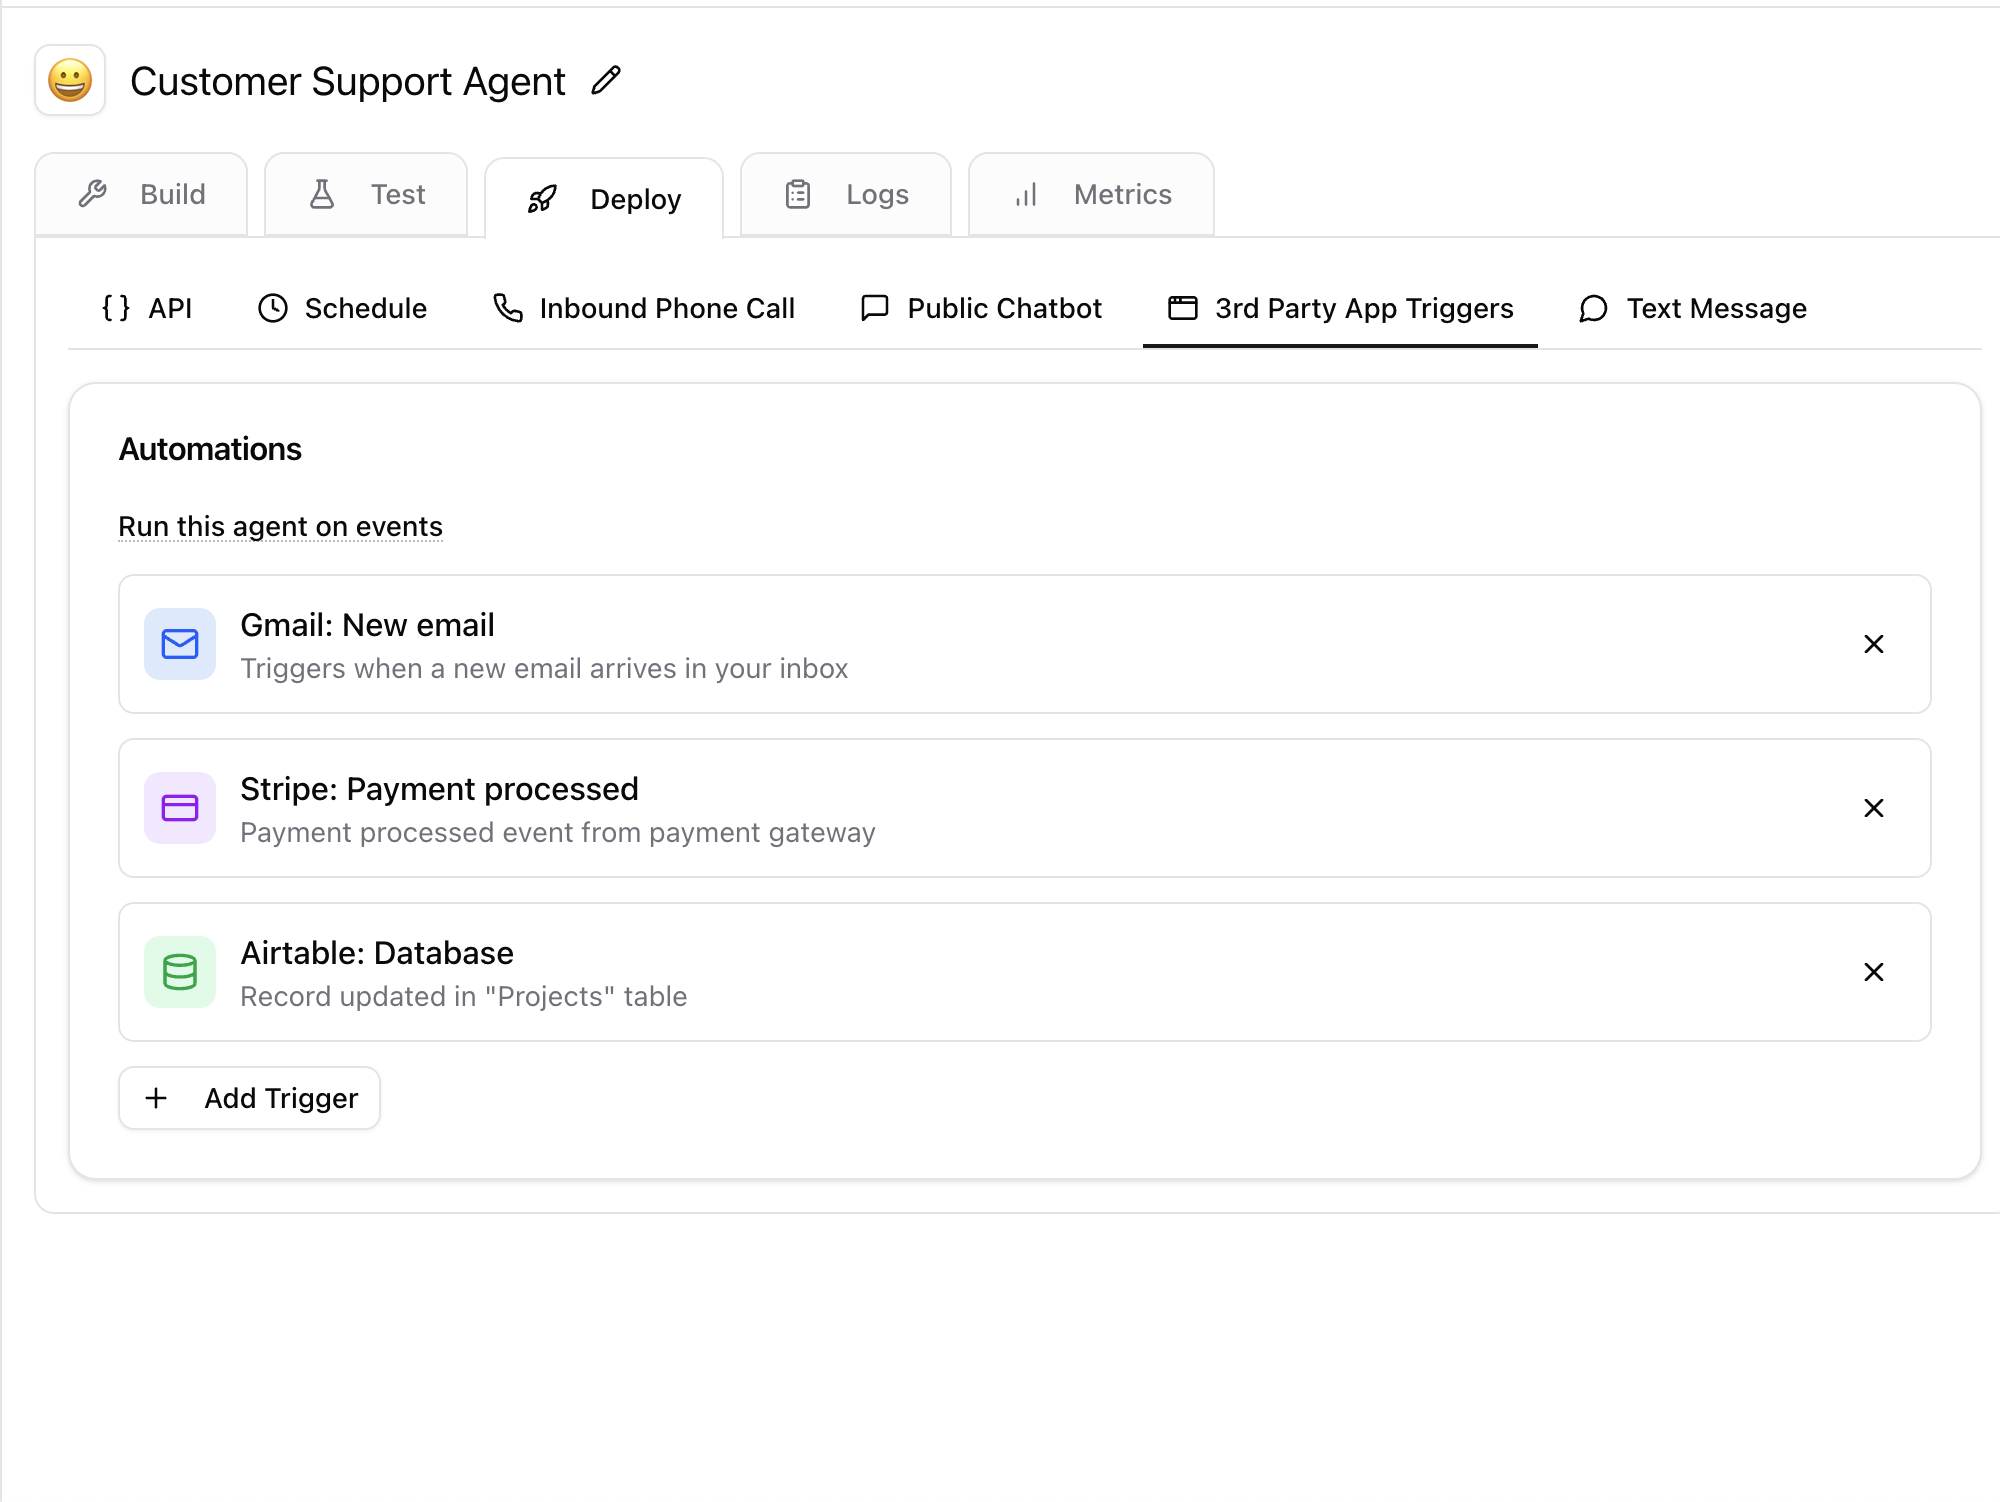 Customer Support Agent
Build
Test
Deploy
Logs
Metrics
{} API
Schedule
Inbound Phone Call
Public Chatbot
3rd Party App Triggers
Text Message
Automations
Run this agent on events
Gmail: New email
Triggers when a new email arrives in your inbox
Stripe: Payment processed
Payment processed event from payment gateway
Airtable: Database
Record updated in "Projects" table
Add Trigger